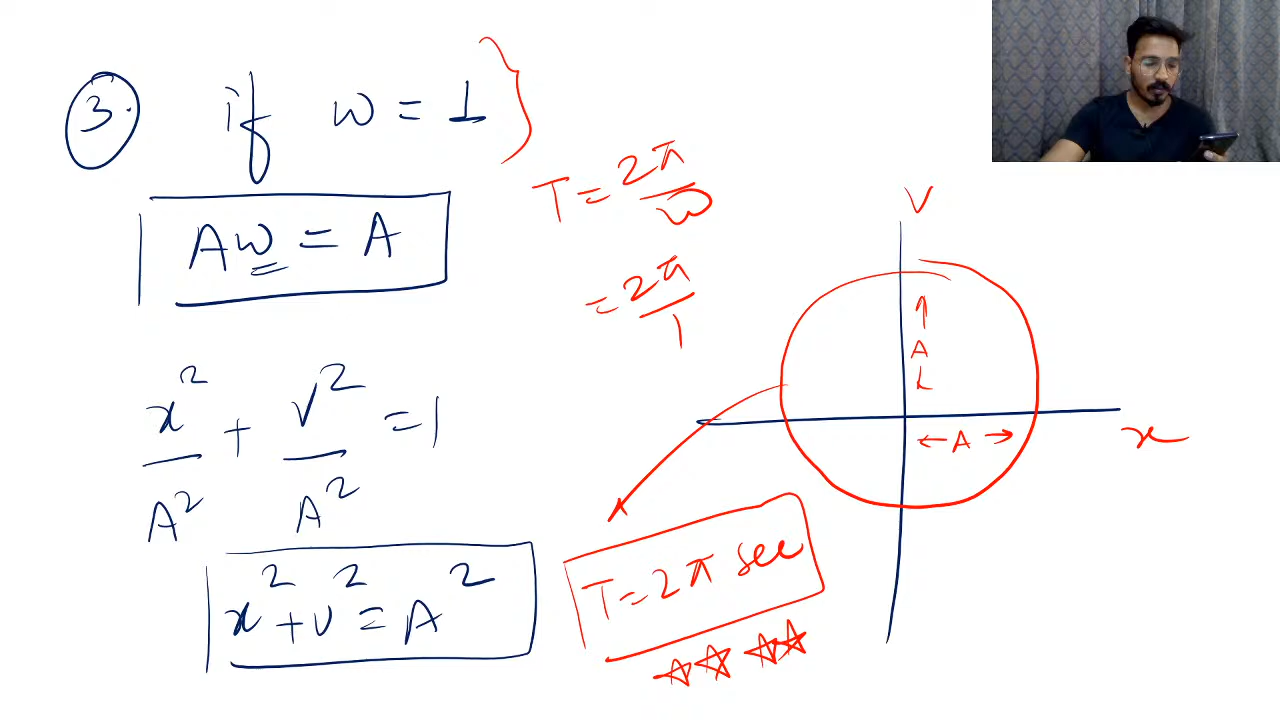 3. if w = 1
Aw = A
x²/A² + v²/A² = 1
x² + v² = A²
T = 2π/w
= 2π/1
T = 2π sec
V
A
A
x